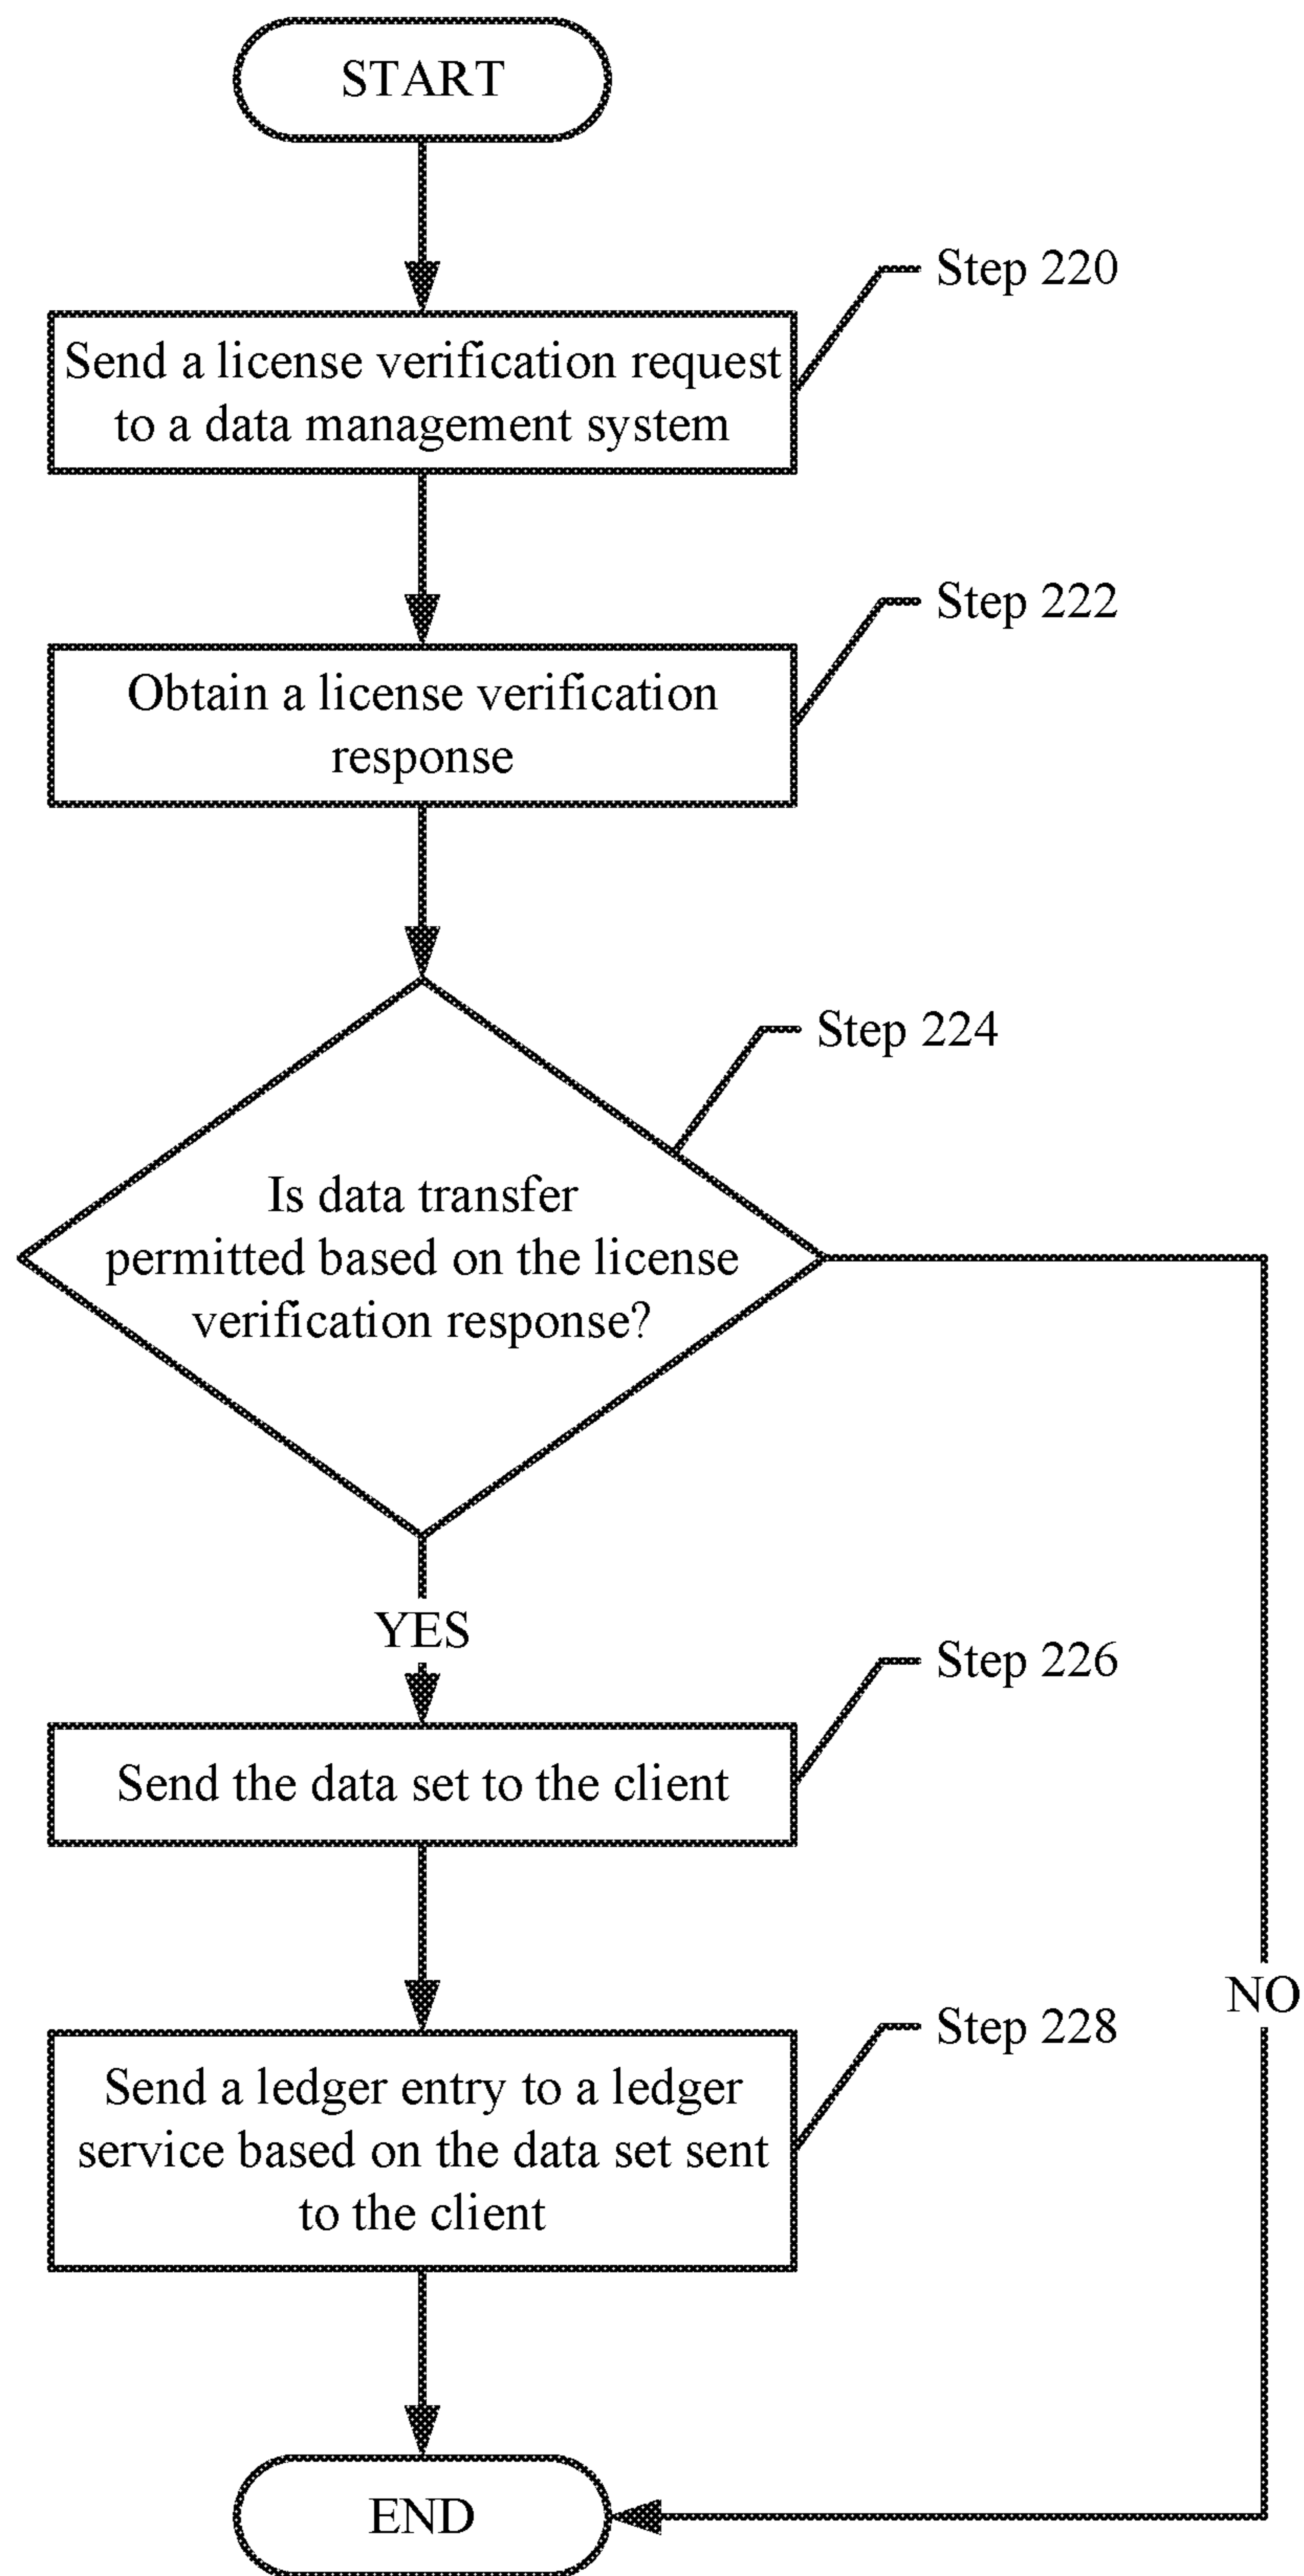 START
Step 220
Send a license verification request
to a data management system
Step 222
Obtain a license verification
response
Step 224
Is data transfer
permitted based on the license
verification response?
YES
Step 226
Send the data set to the client
NO
Step 228
Send a ledger entry to a ledger
service based on the data set sent
to the client
END